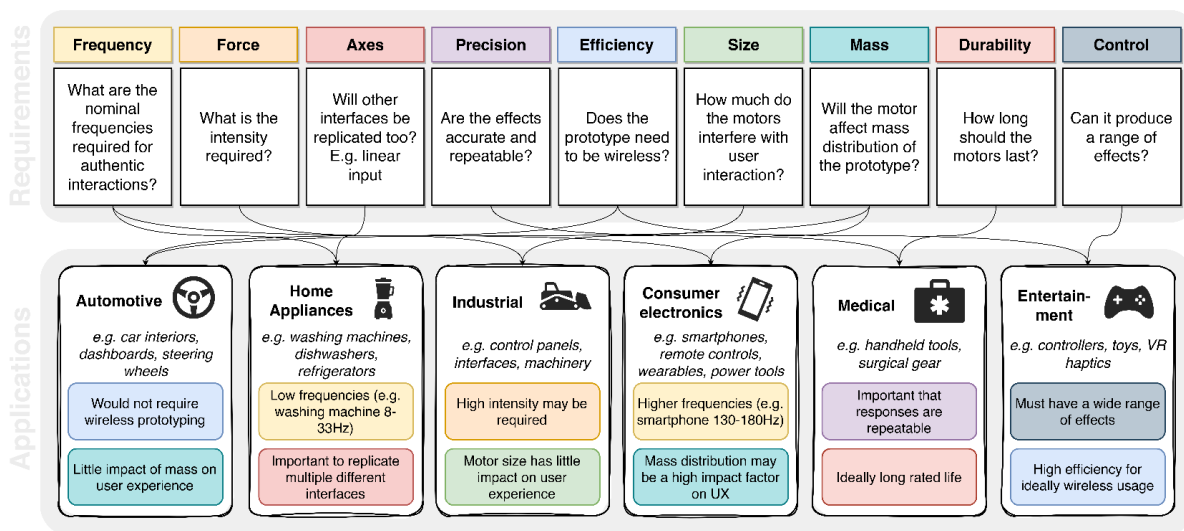 Requirements
Frequency
Force
Axes
Precision
Efficiency
Size
Mass
Durability
Control
What are the
nominal
frequencies
required for
authentic
interactions?
What is the
intensity
required?
Will other
interfaces be
replicated too?
E.g. linear
input
Are the effects
accurate and
repeatable?
Does the
prototype need
to be wireless?
How much do
the motors
interfere with
user
interaction?
Will the motor
affect mass
distribution of
the prototype?
How long
should the
motors last?
Can it produce
a range of
effects?
Applications
Automotive
e.g. car interiors,
dashboards, steering
wheels
Would not require
wireless prototyping
Little impact of mass on
user experience
Home
Appliances
e.g. washing machines,
dishwashers,
refrigerators
Low frequencies (e.g.
washing machine 8-
33Hz)
Important to replicate
multiple different
interfaces
Industrial
e.g. control panels,
interfaces, machinery
High intensity may be
required
Motor size has little
impact on user
experience
Consumer
electronics
e.g. smartphones,
remote controls,
wearables, power tools
Higher frequencies (e.g.
smartphone 130-180Hz)
Mass distribution may
be a high impact factor
on UX
Medical
e.g. handheld tools,
surgical gear
Important that
responses are
repeatable
Ideally long rated life
Entertain-
ment
e.g. controllers, toys, VR
haptics
Must have a wide range
of effects
High efficiency for
ideally wireless usage